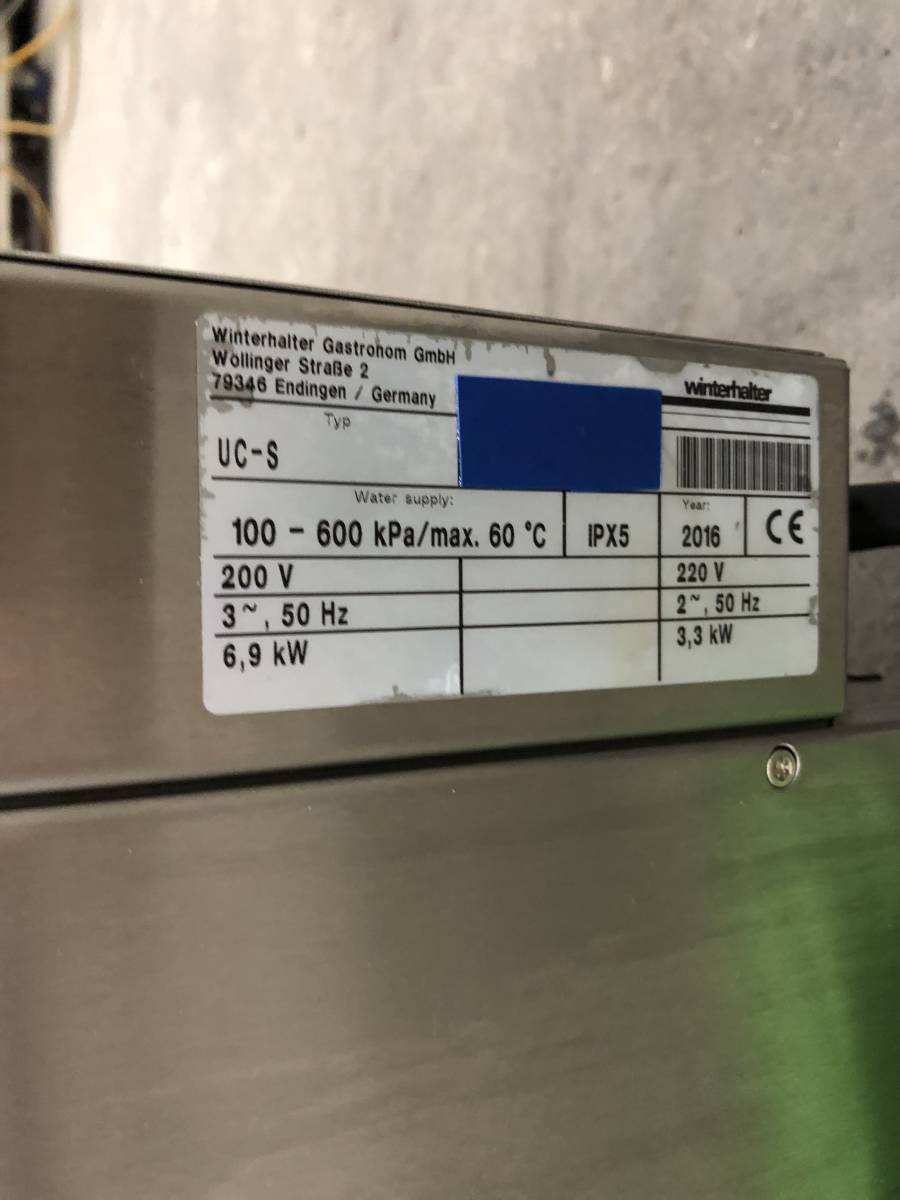 Winterhalter Gastronom GmbH
Wöllinger Straße 2
79346 Endingen / Germany
winterhalter
Typ
UC-S
Water supply:
100 - 600 kPa/max. 60 °C
IPX5
Year:
2016
CE
200 V
220 V
3~, 50 Hz
2~, 50 Hz
6,9 kW
3,3 kW